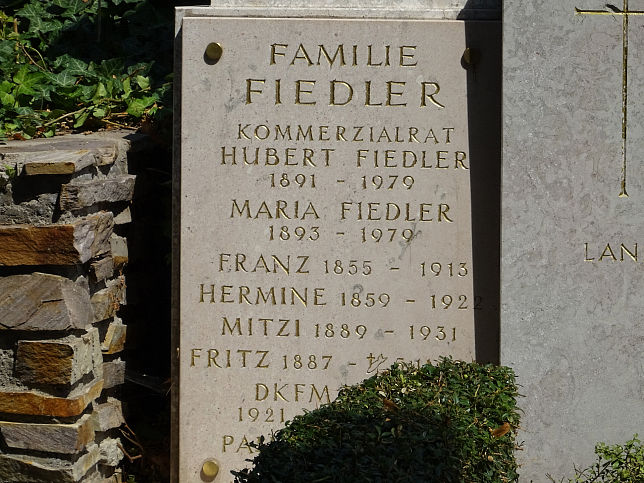 FAMILIE
FIEDLER
KOMMERZIALRAT
HUBERT FIEDLER
1891 - 1979
MARIA FIEDLER
1893 - 1979
FRANZ 1855 - 1913
HERMINE 1859 - 1922
MITZI 1889 - 1931
FRITZ 1887 -
DKFM
1921
LAN